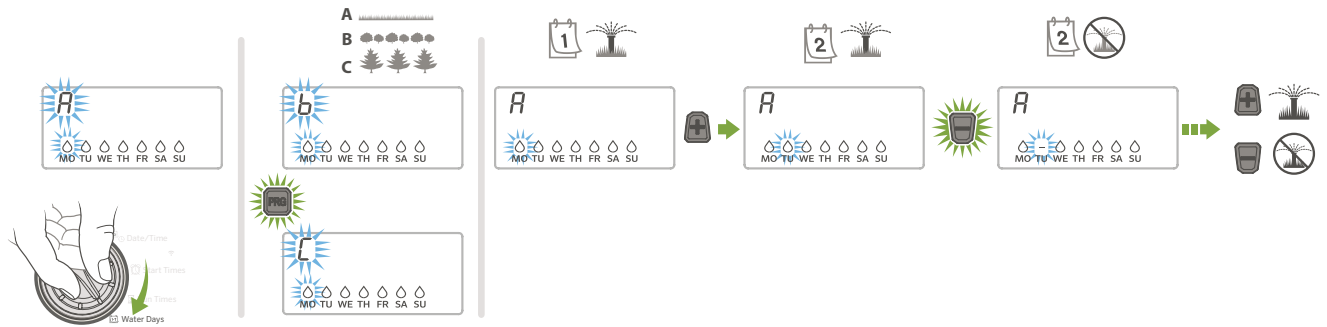 A
B
C
1
2
2
A
MO TU WE TH FR SA SU
b
MO TU WE TH FR SA SU
A
MO TU WE TH FR SA SU
+
A
MO TU WE TH FR SA SU
−
A
MO TU WE TH FR SA SU
+
−
PRG
C
MO TU WE TH FR SA SU
Date/Time
Start Times
Run Times
Water Days